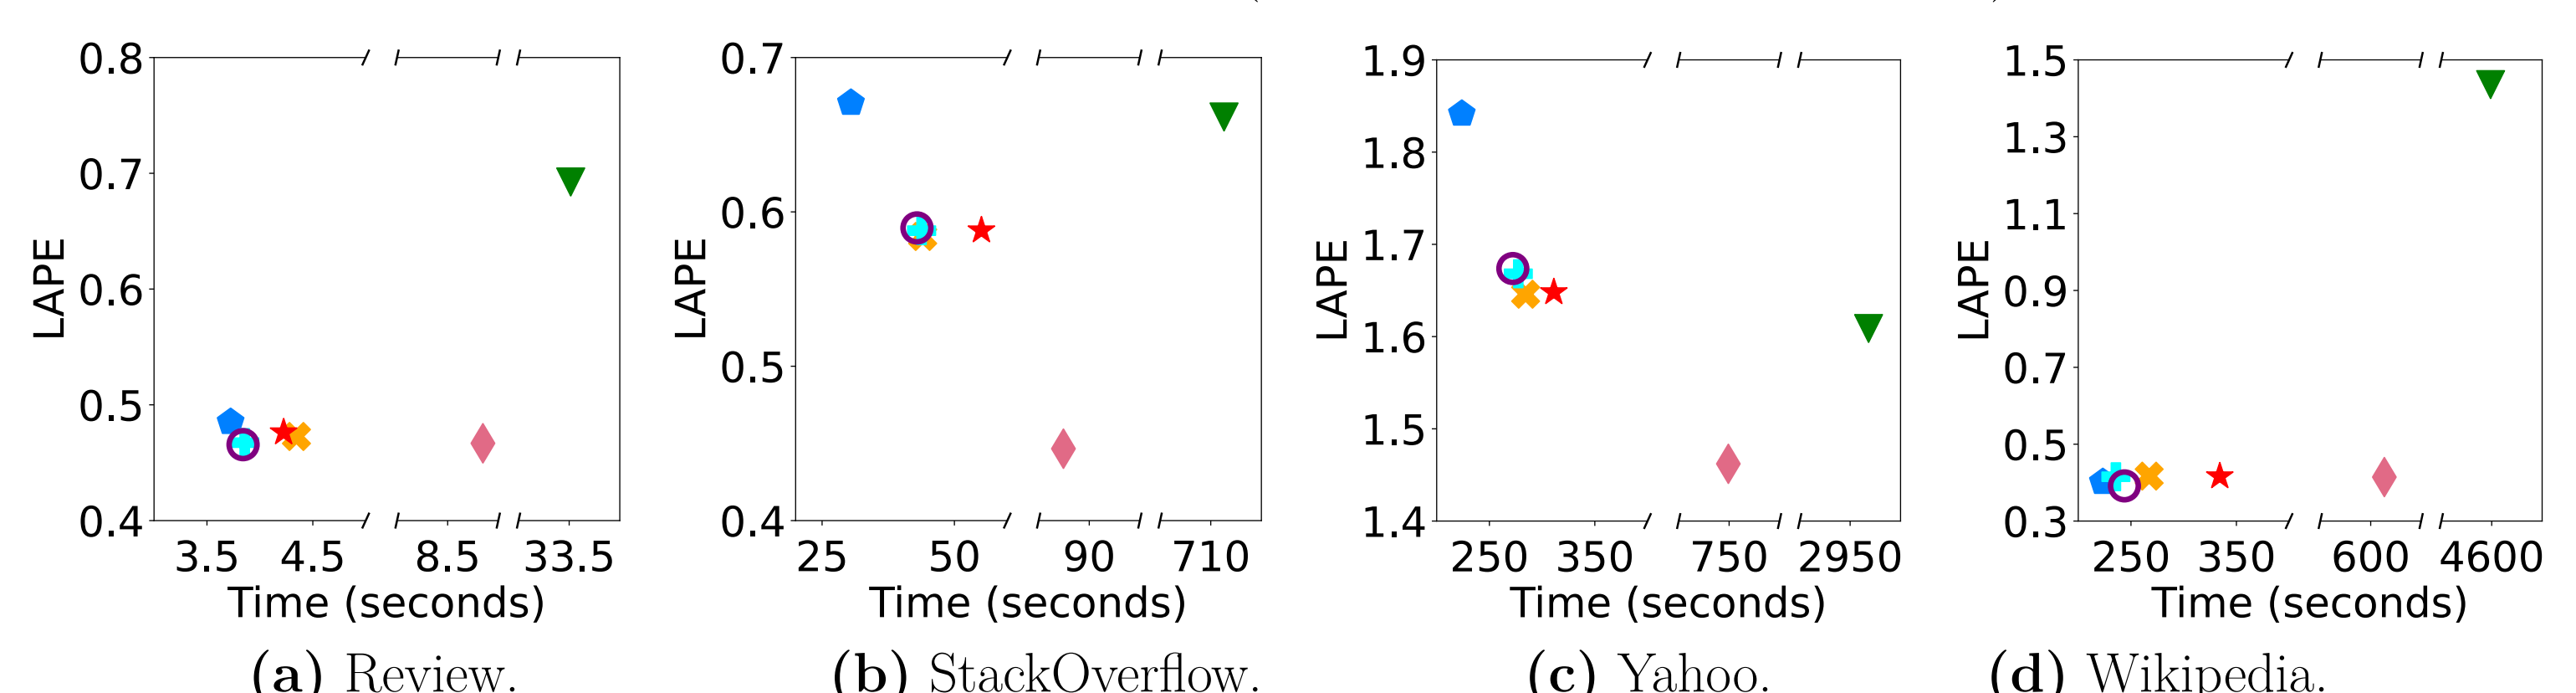 0.8
0.7
0.6
0.5
0.4
LAPE
3.5 4.5 8.5 33.5
Time (seconds)
(a) Review.
0.7
0.6
0.5
0.4
LAPE
25 50 90 710
Time (seconds)
(b) StackOverflow.
1.9
1.8
1.7
1.6
1.5
1.4
LAPE
250 350 750 2950
Time (seconds)
(c) Yahoo.
1.5
1.3
1.1
0.9
0.7
0.5
0.3
LAPE
250 350 600 4600
Time (seconds)
(d) Wikipedia.